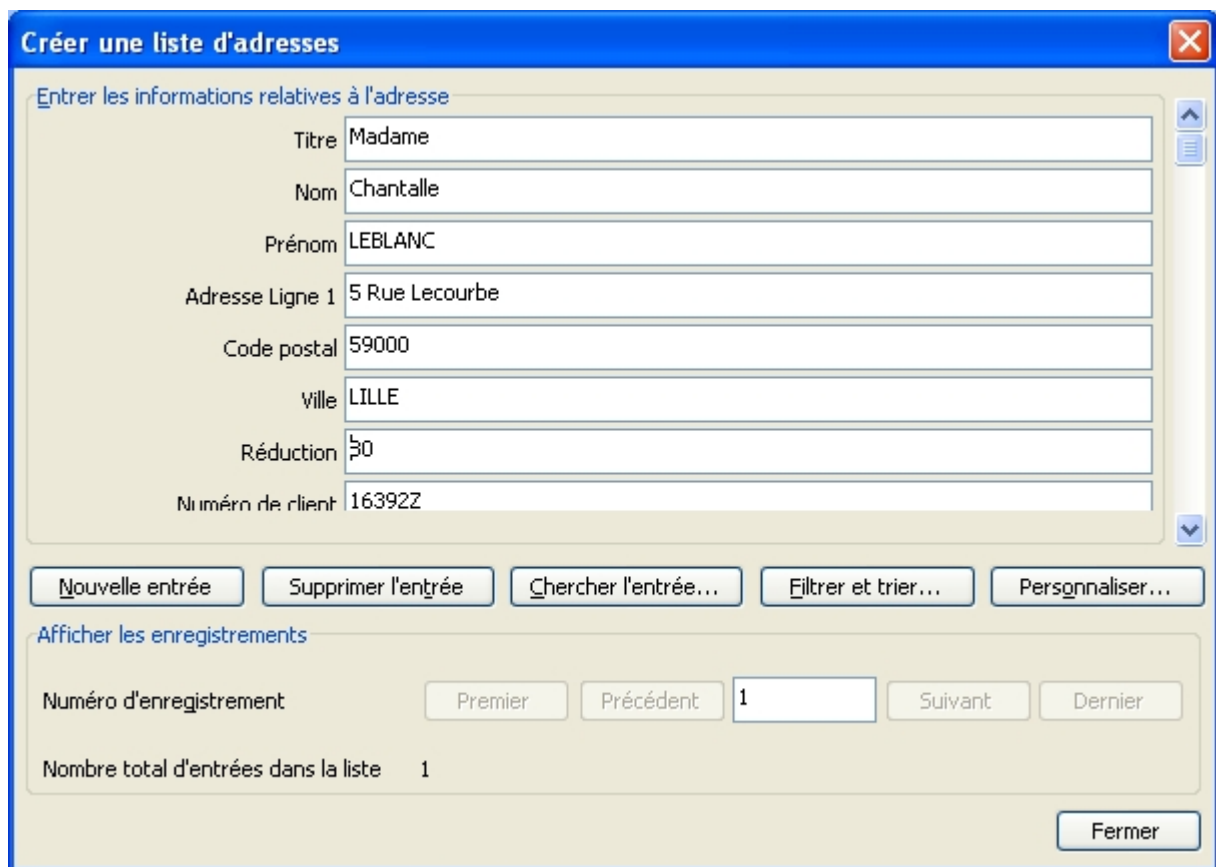 Créer une liste d'adresses
Entrer les informations relatives à l'adresse
Titre Madame
Nom Chantalle
Prénom LEBLANC
Adresse Ligne 1 5 Rue Lecourbe
Code postal 59000
Ville LILLE
Réduction 30
Numéro de client 16392Z
Nouvelle entrée Supprimer l'entrée Chercher l'entrée... Filtrer et trier... Personnaliser...
Afficher les enregistrements
Numéro d'enregistrement Premier Précédent 1 Suivant Dernier
Nombre total d'entrées dans la liste 1
Fermer